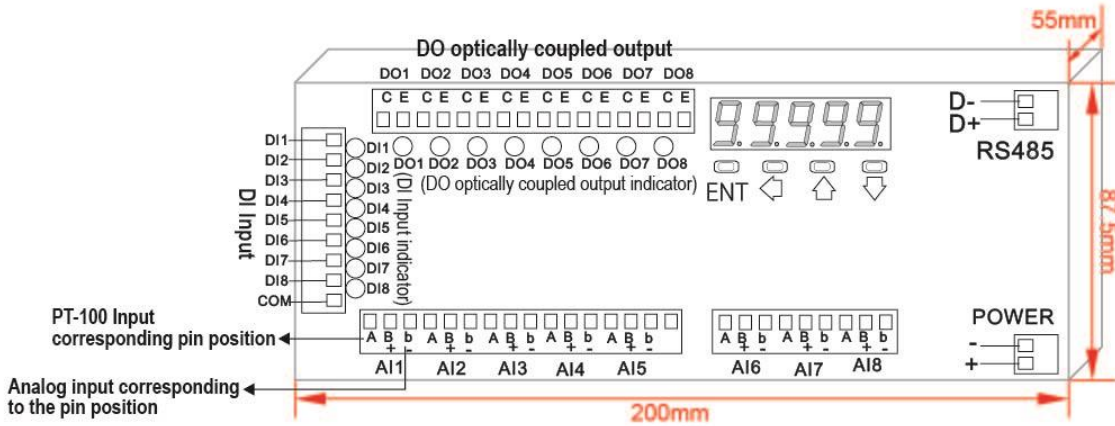 55mm
DO optically coupled output
DO1 DO2 DO3 DO4 DO5 DO6 DO7 DO8
C E C E C E C E C E C E C E C E
9.9.9.9.9.
D-
D+
RS485
DO1 DO2 DO3 DO4 DO5 DO6 DO7 DO8
(DO optically coupled output indicator)
ENT
DI Input
DI1
DI2
DI3
DI4
DI5
DI6
DI7
DI8
COM
DI1
DI2
DI3
DI4
DI5
DI6
DI7
DI8
(DI Input indicator)
87.5mm
PT-100 Input
corresponding pin position
A B b A B b A B b A B b A B b
+ - + - + - + - + -
AI1 AI2 AI3 AI4 AI5
A B b A B b A B b
+ - + - + -
AI6 AI7 AI8
POWER
-
+
Analog input corresponding
to the pin position
200mm